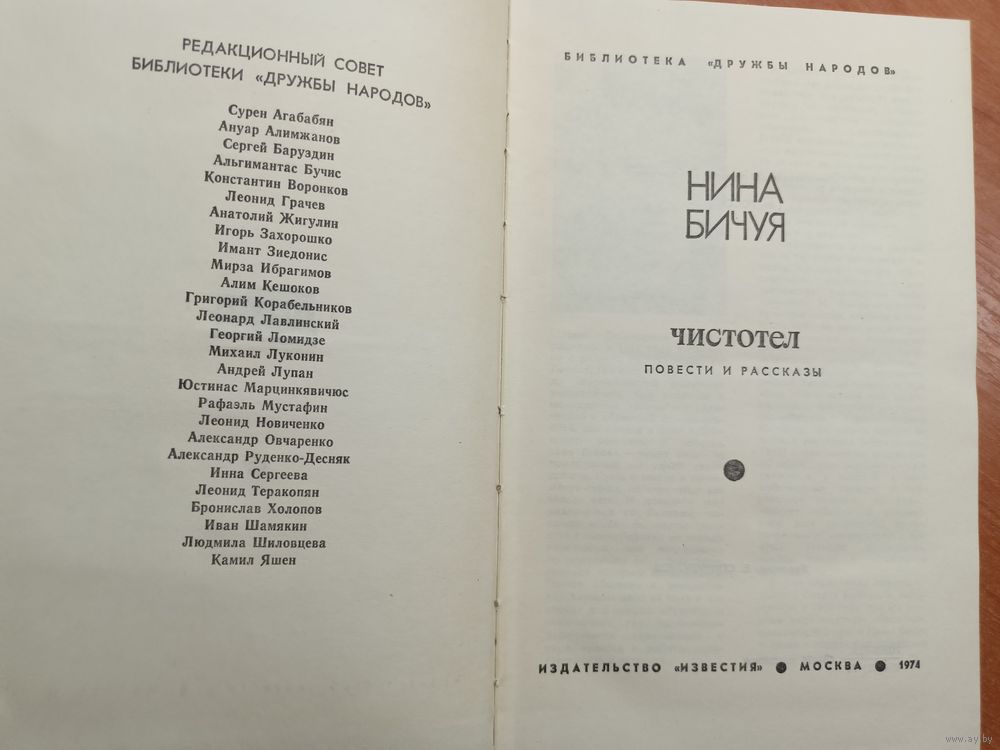 РЕДАКЦИОННЫЙ СОВЕТ
БИБЛИОТЕКИ «ДРУЖБЫ НАРОДОВ»
Сурен Агабабян
Ануар Алимжанов
Сергей Баруздин
Альгимантас Бучис
Константин Воронков
Леонид Грачев
Анатолий Жигулин
Игорь Захорошко
Имант Зиедонис
Мирза Ибрагимов
Алим Кешоков
Григорий Корабельников
Леонард Лавлинский
Георгий Ломидзе
Михаил Луконин
Андрей Лупан
Юстинас Марцинкявичюс
Рафаэль Мустафин
Леонид Новиченко
Александр Овчаренко
Александр Руденко-Десняк
Инна Сергеева
Леонид Теракопян
Бронислав Холопов
Иван Шамякин
Людмила Шиловцева
Камил Яшен
БИБЛИОТЕКА «ДРУЖБЫ НАРОДОВ»
НИНА
БИЧУЯ
ЧИСТОТЕЛ
ПОВЕСТИ И РАССКАЗЫ
ИЗДАТЕЛЬСТВО «ИЗВЕСТИЯ» ● МОСКВА ● 1974
www.ay.by